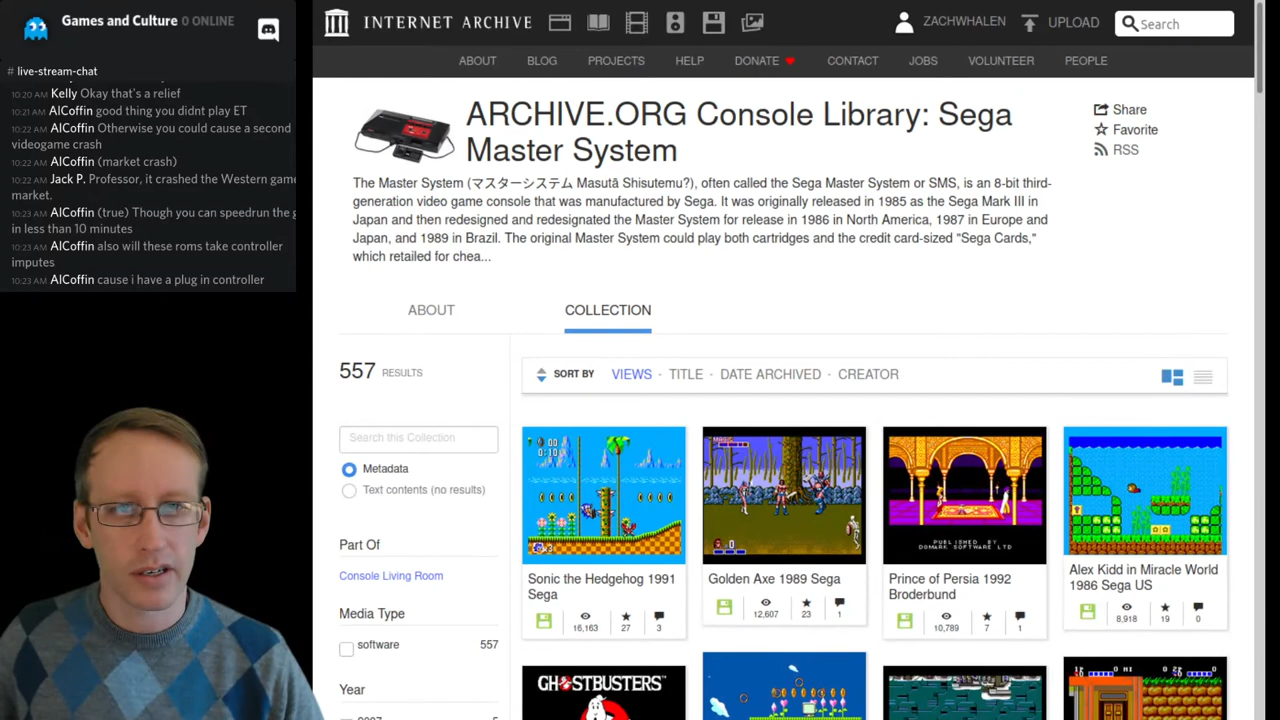 Games and Culture 0 ONLINE
# live-stream-chat
10:20 AM Kelly Okay that's a relief
10:21 AM AlCoffin good thing you didnt play ET
10:22 AM AlCoffin Otherwise you could cause a second
videogame crash
10:22 AM AlCoffin (market crash)
10:22 AM Jack P. Professor, it crashed the Western game
market.
10:23 AM AlCoffin (true) Though you can speedrun the g
in less than 10 minutes
10:23 AM AlCoffin also will these roms take controller
imputes
10:23 AM AlCoffin cause i have a plug in controller
INTERNET ARCHIVE
ZACHWHALEN UPLOAD Search
ABOUT BLOG PROJECTS HELP DONATE CONTACT JOBS VOLUNTEER PEOPLE
ARCHIVE.ORG Console Library: Sega
Master System
Share
Favorite
RSS
The Master System (マスターシステム Masutā Shisutemu?), often called the Sega Master System or SMS, is an 8-bit third-
generation video game console that was manufactured by Sega. It was originally released in 1985 as the Sega Mark III in
Japan and then redesigned and redesignated the Master System for release in 1986 in North America, 1987 in Europe and
Japan, and 1989 in Brazil. The original Master System could play both cartridges and the credit card-sized "Sega Cards,"
which retailed for chea...
ABOUT COLLECTION
557 RESULTS
SORT BY VIEWS · TITLE · DATE ARCHIVED · CREATOR
Search this Collection
Metadata
Text contents (no results)
Part Of
Console Living Room
Media Type
software 557
Year
PUBLISHED BY
DOMARK SOFTWARE LTD
Sonic the Hedgehog 1991
Sega
16,163 27 3
Golden Axe 1989 Sega
12,607 23 1
Prince of Persia 1992
Broderbund
10,789 7 1
Alex Kidd in Miracle World
1986 Sega US
8,918 19 0
GHOSTBUSTERS